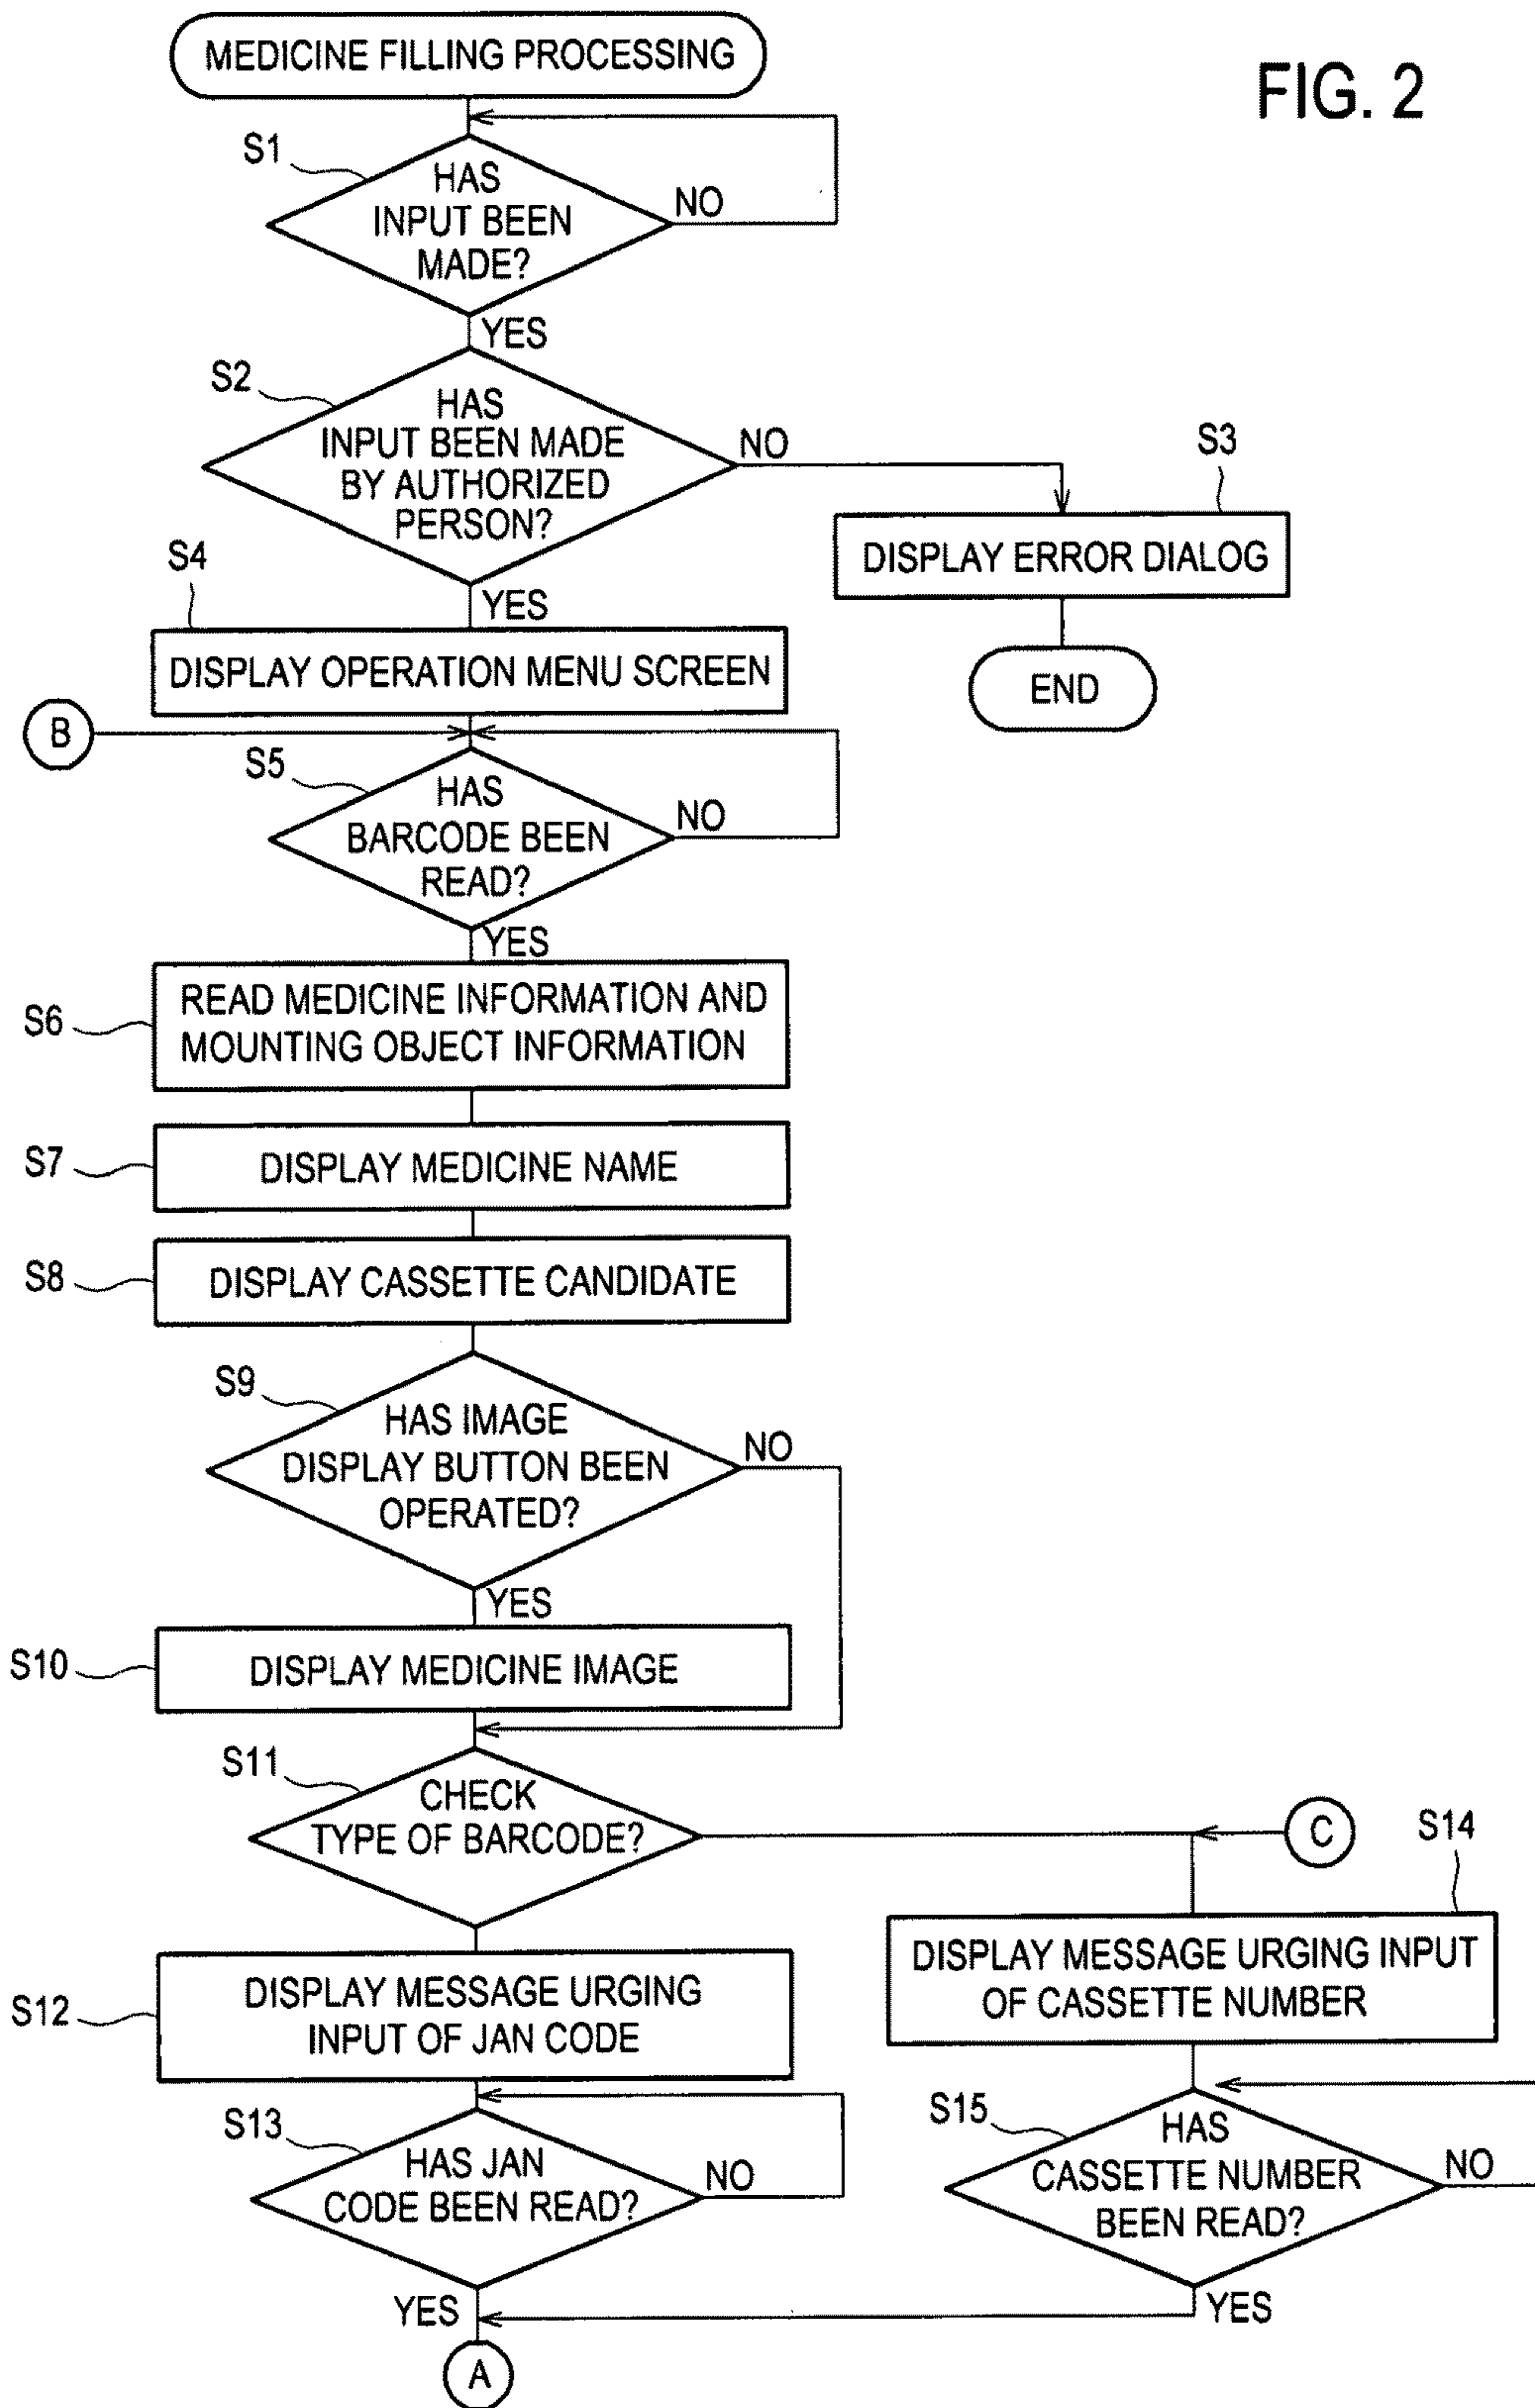 MEDICINE FILLING PROCESSING
FIG. 2
S1
HAS
INPUT BEEN
MADE?
NO
YES
S2
HAS
INPUT BEEN MADE
BY AUTHORIZED
PERSON?
NO
S3
DISPLAY ERROR DIALOG
END
YES
S4
DISPLAY OPERATION MENU SCREEN
B
S5
HAS
BARCODE BEEN
READ?
NO
YES
S6
READ MEDICINE INFORMATION AND
MOUNTING OBJECT INFORMATION
S7
DISPLAY MEDICINE NAME
S8
DISPLAY CASSETTE CANDIDATE
S9
HAS IMAGE
DISPLAY BUTTON BEEN
OPERATED?
NO
YES
S10
DISPLAY MEDICINE IMAGE
S11
CHECK
TYPE OF BARCODE?
C
S12
DISPLAY MESSAGE URGING
INPUT OF JAN CODE
S13
HAS JAN
CODE BEEN READ?
NO
YES
S14
DISPLAY MESSAGE URGING INPUT
OF CASSETTE NUMBER
S15
HAS
CASSETTE NUMBER
BEEN READ?
NO
YES
A